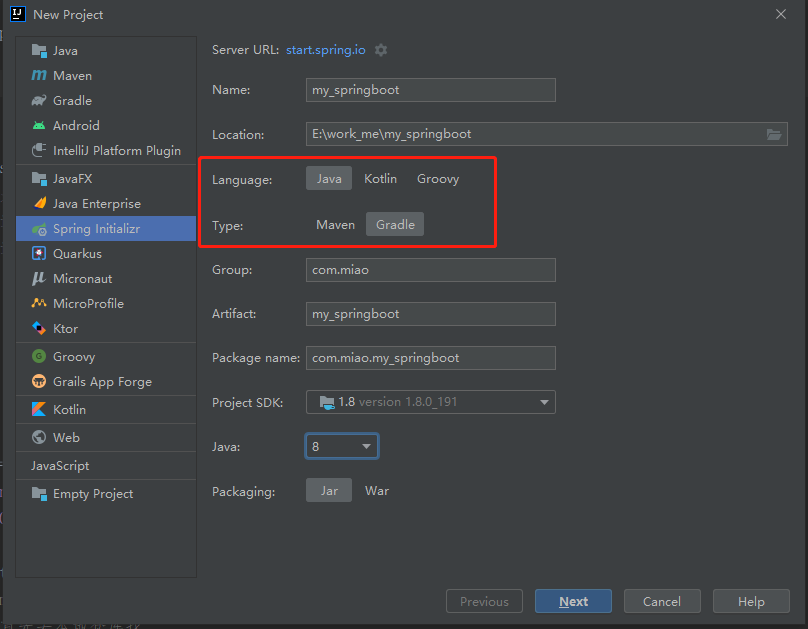 New Project
Java
Maven
Gradle
Android
IntelliJ Platform Plugin
JavaFX
Java Enterprise
Spring Initializr
Quarkus
Micronaut
MicroProfile
Ktor
Groovy
Grails App Forge
Kotlin
Web
JavaScript
Empty Project
Server URL: start.spring.io
Name: my_springboot
Location: E:\work_me\my_springboot
Language: Java Kotlin Groovy
Type: Maven Gradle
Group: com.miao
Artifact: my_springboot
Package name: com.miao.my_springboot
Project SDK: 1.8 version 1.8.0_191
Java: 8
Packaging: Jar War
Previous Next Cancel Help